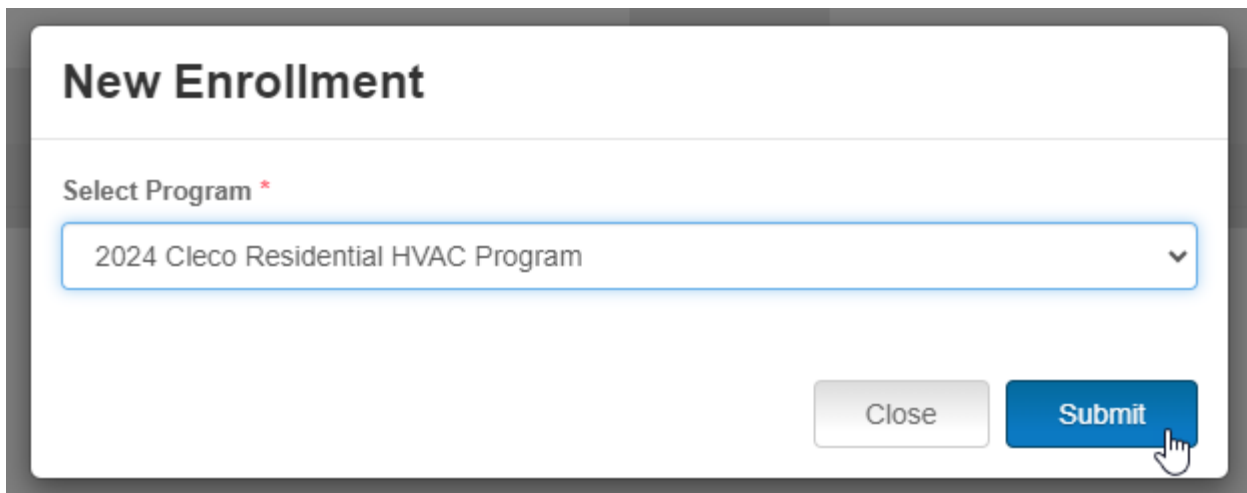 New Enrollment
Select Program *
2024 Cleco Residential HVAC Program
Close
Submit